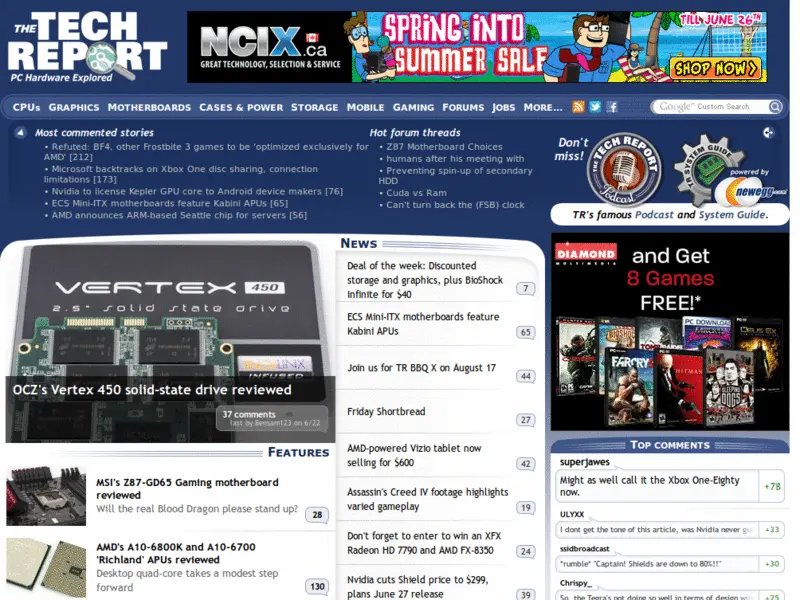 THE TECH REPORT
PC Hardware Explored
NCIX.ca
GREAT TECHNOLOGY, SELECTION & SERVICE
SPRING INTO
SUMMER SALE
TILL JUNE 26TH
SHOP NOW>
CPUs GRAPHICS MOTHERBOARDS CASES & POWER STORAGE MOBILE GAMING FORUMS JOBS MORE...
Google Custom Search
Most commented stories
• Refuted: BF4, other Frostbite 3 games to be 'optimized exclusively for
AMD' [212]
• Microsoft backtracks on Xbox One disc sharing, connection
limitations [173]
• Nvidia to license Kepler GPU core to Android device makers [76]
• ECS Mini-ITX motherboards feature Kabini APUs [65]
• AMD announces ARM-based Seattle chip for servers [56]
Hot forum threads
• Z87 Motherboard Choices
• humans after his meeting with
• Preventing spin-up of secondary
HDD
• Cuda vs Ram
• Can't turn back the (FSB) clock
Don't
miss!
THE TECH REPORT
Podcast
TR SYSTEM GUIDE
powered by
newegg.com
TR's famous Podcast and System Guide.
VERTEX 450
2.5" solid state drive
INFUSED
OCZ's Vertex 450 solid-state drive reviewed
37 comments
last by Bensam123 on 6/22
FEATURES
MSI's Z87-GD65 Gaming motherboard
reviewed
Will the real Blood Dragon please stand up?
28
AMD's A10-6800K and A10-6700
'Richland' APUs reviewed
Desktop quad-core takes a modest step
forward
130
NEWS
Deal of the week: Discounted
storage and graphics, plus BioShock
Infinite for $40
7
ECS Mini-ITX motherboards feature
Kabini APUs
65
Join us for TR BBQ X on August 17
44
Friday Shortbread
27
AMD-powered Vizio tablet now
selling for $600
42
Assassin's Creed IV footage highlights
varied gameplay
19
Don't forget to enter to win an XFX
Radeon HD 7790 and AMD FX-8350
24
Nvidia cuts Shield price to $299,
plans June 27 release
39
DIAMOND
MULTIMEDIA
and Get
8 Games
FREE!*
PC DOWNLOAD
DEUS EX
FARCRY
HITMAN
SLEEPING
DOGS
TOP COMMENTS
superjawes
Might as well call it the Xbox One-Eighty
now.
+78
ULYXX
I dont get the tone of this article, was Nvidia never
+33
ssidbroadcast
*rumble* "Captain! Shields are down to 80%!!"
+30
Chrispy_
So, the Tegra's not doing so well in terms of design
+25